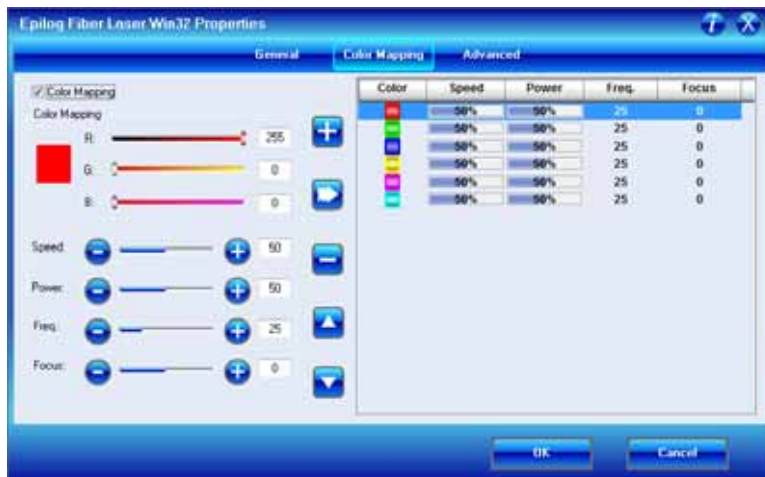 Epilog Fiber Laser Win32 Properties
General Color Mapping Advanced
Color Mapping
Color Mapping
R: 255
G: 0
B: 0
Speed: 50
Power: 50
Freq.: 25
Focus: 0
Color Speed Power Freq. Focus
50% 50% 25 0
50% 50% 25 0
50% 50% 25 0
50% 50% 25 0
50% 50% 25 0
50% 50% 25 0
OK Cancel